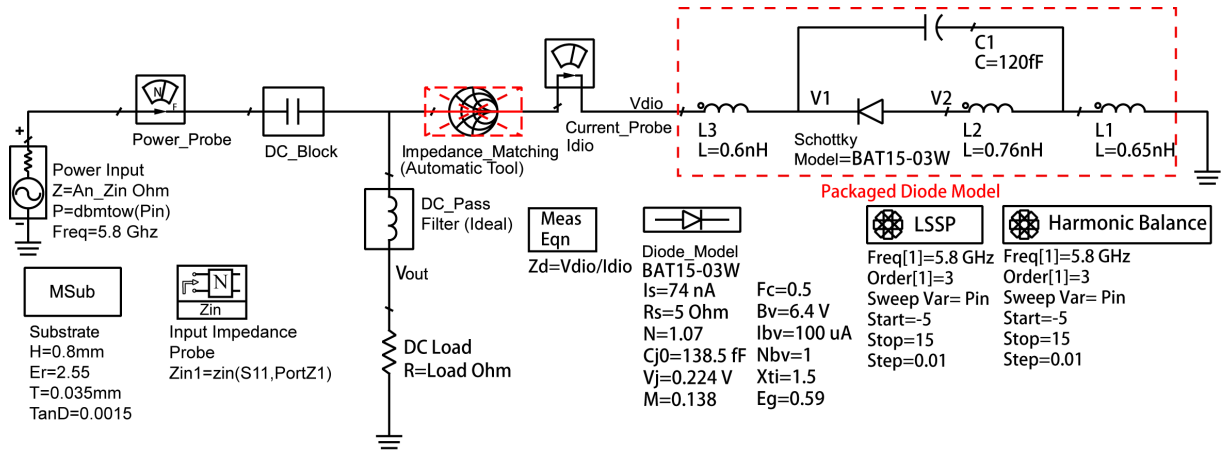 C1
C=120fF
N
F
Power_Probe
DC_Block
Impedance_Matching
(Automatic Tool)
Current_Probe
Idio
Vdio
L3
L=0.6nH
V1
V2
Schottky
Model=BAT15-03W
L2
L=0.76nH
L1
L=0.65nH
Packaged Diode Model
+
Power Input
Z=An_Zin Ohm
P=dbmtow(Pin)
Freq=5.8 Ghz
−
DC_Pass
Filter (Ideal)
Vout
DC Load
R=Load Ohm
Meas
Eqn
Zd=Vdio/Idio
MSub
Substrate
H=0.8mm
Er=2.55
T=0.035mm
TanD=0.0015
N
Zin
Input Impedance
Probe
Zin1=zin(S11,PortZ1)
Diode_Model
BAT15-03W
Is=74 nA
Rs=5 Ohm
N=1.07
Cj0=138.5 fF
Vj=0.224 V
M=0.138
Fc=0.5
Bv=6.4 V
Ibv=100 uA
Nbv=1
Xti=1.5
Eg=0.59
LSSP
Freq[1]=5.8 GHz
Order[1]=3
Sweep Var= Pin
Start=-5
Stop=15
Step=0.01
Harmonic Balance
Freq[1]=5.8 GHz
Order[1]=3
Sweep Var= Pin
Start=-5
Stop=15
Step=0.01